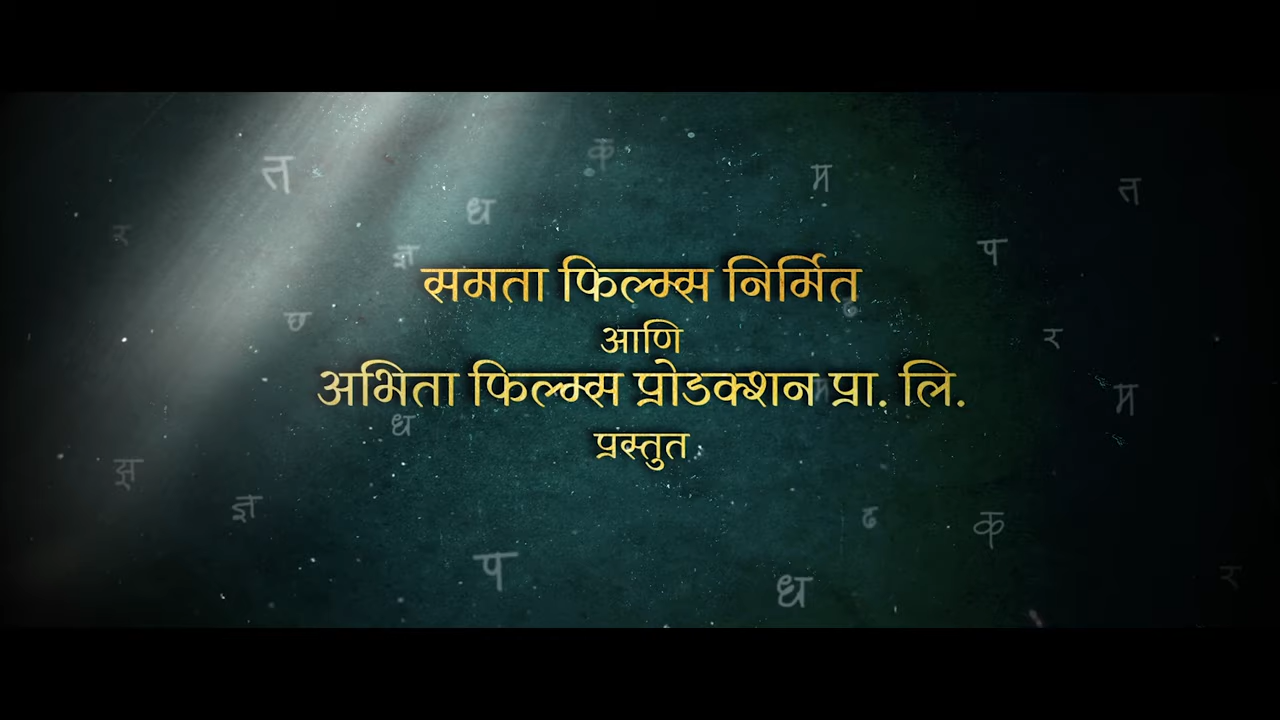 समता फिल्म्स निर्मित
आणि
अभिता फिल्म्स प्रोडक्शन प्रा. लि.
प्रस्तुत